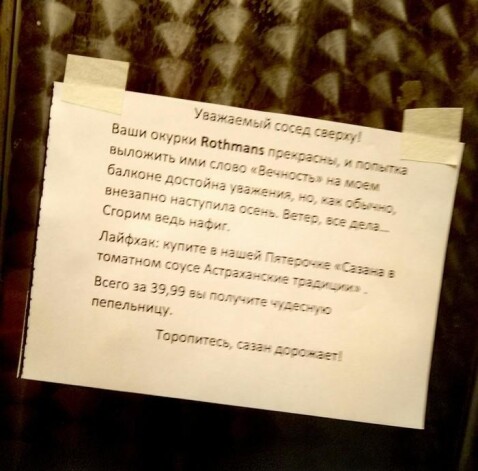 Уважаемый сосед сверху!
Ваши окурки Rothmans прекрасны, и попытка
выложить ими слово «Вечность» на моем
балконе достойна уважения, но, как обычно,
внезапно наступила осень. Ветер, все дела...
Сгорим ведь нафиг.
Лайфхак: купите в нашей Пятерочке «Сазана в
томатном соусе Астраханские традиции» .
Всего за 39,99 вы получите чудесную
пепельницу.
Торопитесь, сазан дорожает!